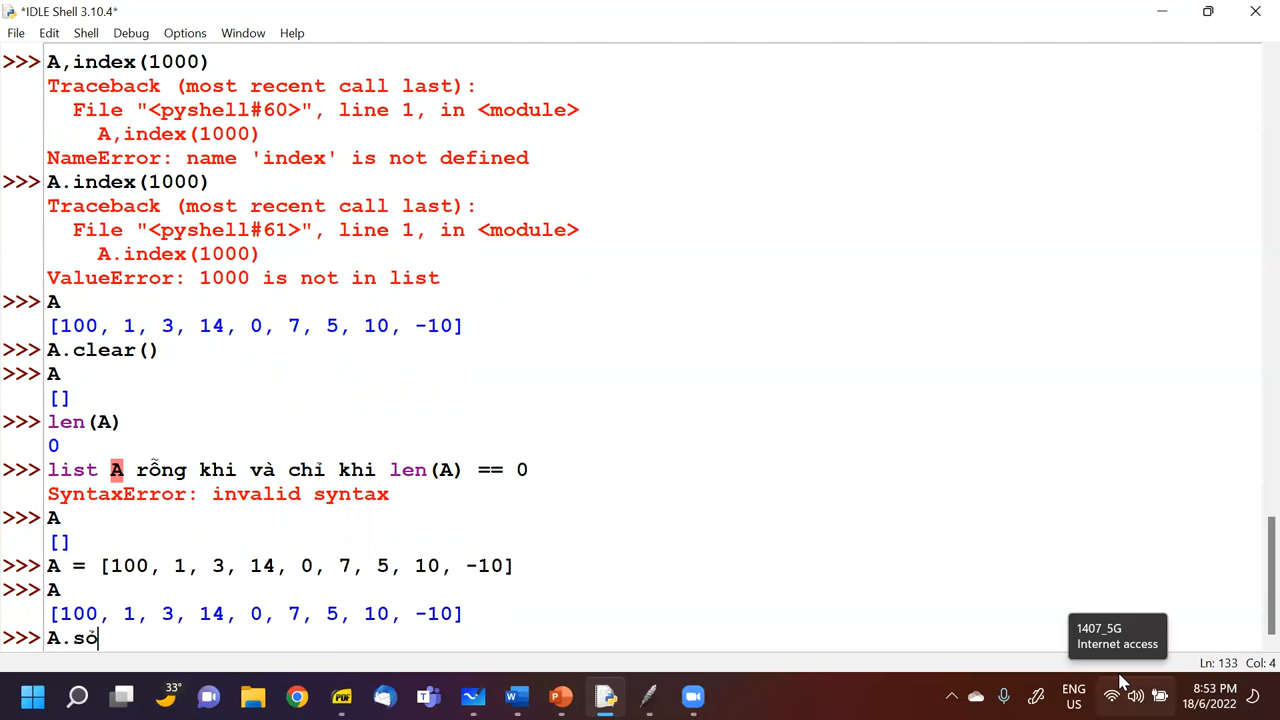 *IDLE Shell 3.10.4*
File Edit Shell Debug Options Window Help
>>> A,index(1000)
Traceback (most recent call last):
File "<pyshell#60>", line 1, in <module>
A,index(1000)
NameError: name 'index' is not defined
>>> A.index(1000)
Traceback (most recent call last):
File "<pyshell#61>", line 1, in <module>
A.index(1000)
ValueError: 1000 is not in list
>>> A
[100, 1, 3, 14, 0, 7, 5, 10, -10]
>>> A.clear()
>>> A
[]
>>> len(A)
0
>>> list A rỗng khi và chỉ khi len(A) == 0
SyntaxError: invalid syntax
>>> A
[]
>>> A = [100, 1, 3, 14, 0, 7, 5, 10, -10]
>>> A
[100, 1, 3, 14, 0, 7, 5, 10, -10]
>>> A.sỏ
1407_5G
Internet access
Ln: 133 Col: 4
33°
ENG
US
8:53 PM
18/6/2022